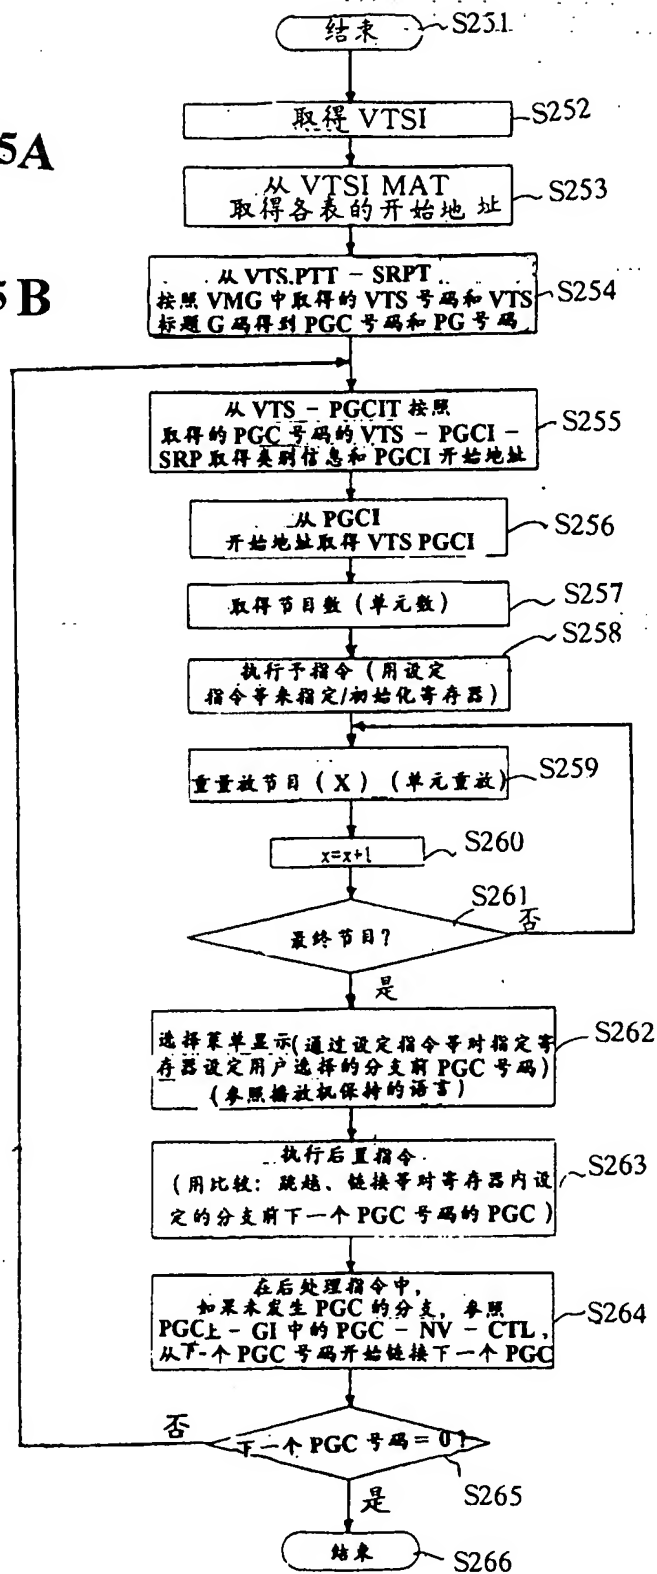 结束
S251
5A
取得 VTSI
S252
从 VTSI MAT
取得各表的开始地址
S253
5B
从 VTS.PTT - SRPT
按照 VMG 中取得的 VTS 号码和 VTS
标题 G 码得到 PGC 号码和 PG 号码
S254
从 VTS - PGCIT 按照
取得的 PGC 号码的 VTS - PGCI -
SRP 取得类别信息和 PGCI 开始地址
S255
从 PGCI
开始地址取得 VTS PGCI
S256
取得节目数（单元数）
S257
执行予指令（用设定
指令等来指定/初始化寄存器）
S258
重量放节目（X）（单元重放）
S259
x=x+1
S260
最终节目？
S261
否
是
选择菜单显示（通过设定指令等对指定寄
存器设定用户选择的分支前 PGC 号码）
（参照播放机保持的语言）
S262
执行后置指令
（用比较：跳越、链接等对寄存器内设
定的分支前下一个 PGC 号码的 PGC）
S263
在后处理指令中，
如果未发生 PGC 的分支，参照
PGC上 - GI 中的 PGC - NV - CTL，
从下一个 PGC 号码开始链接下一个 PGC
S264
否
下一个 PGC 号码 = 0？
S265
是
结束
S266